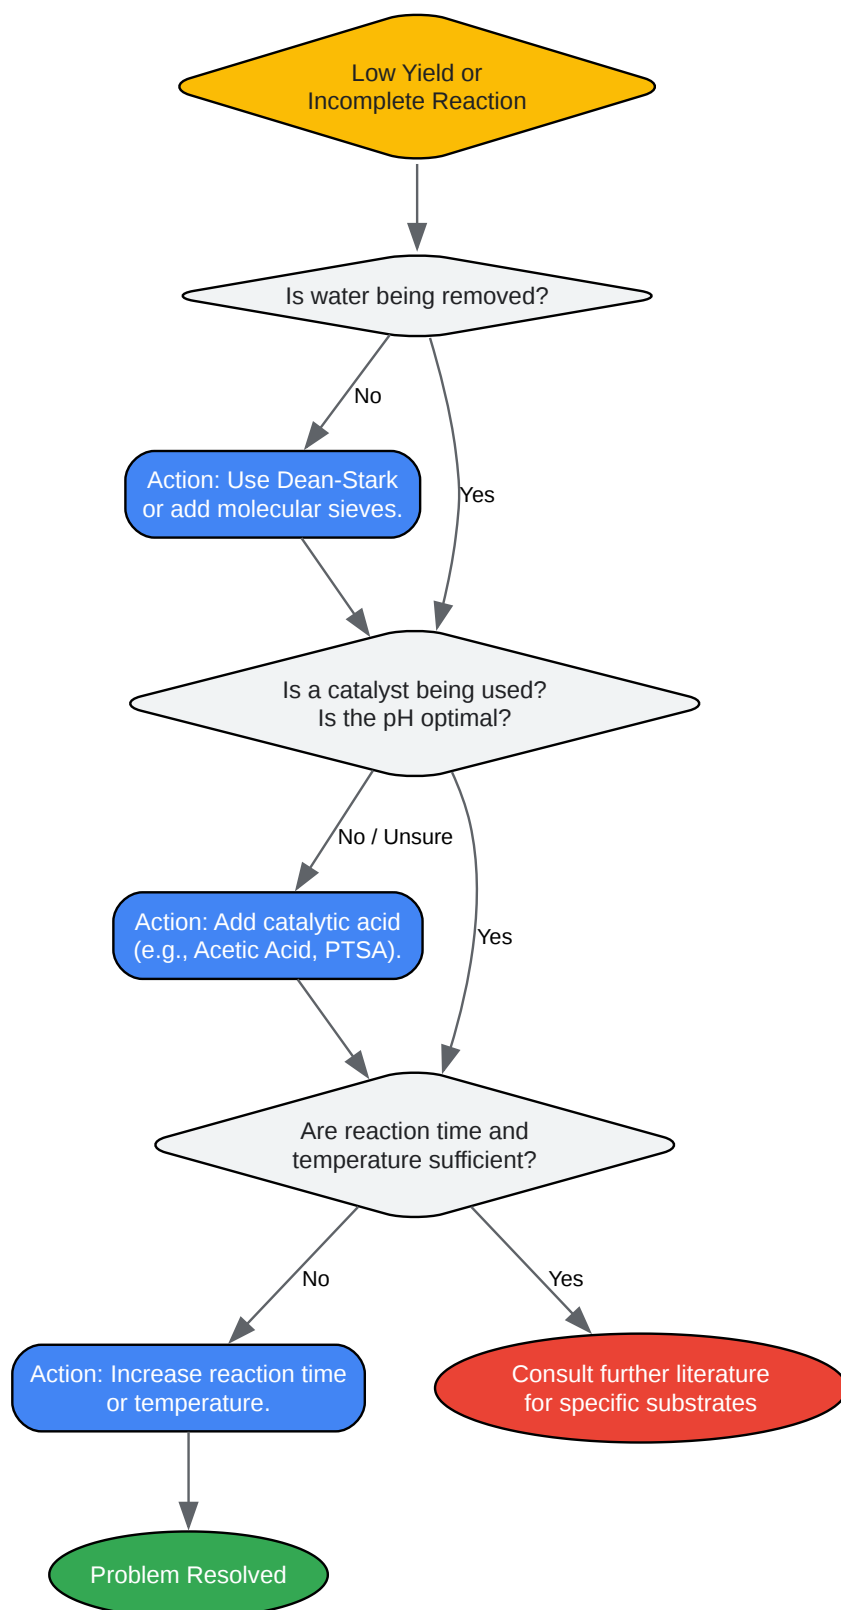 Low Yield or
Incomplete Reaction
Is water being removed?
No
Action: Use Dean-Stark
or add molecular sieves.
Yes
Is a catalyst being used?
Is the pH optimal?
No / Unsure
Action: Add catalytic acid
(e.g., Acetic Acid, PTSA).
Yes
Are reaction time and
temperature sufficient?
No
Yes
Action: Increase reaction time
or temperature.
Consult further literature
for specific substrates
Problem Resolved